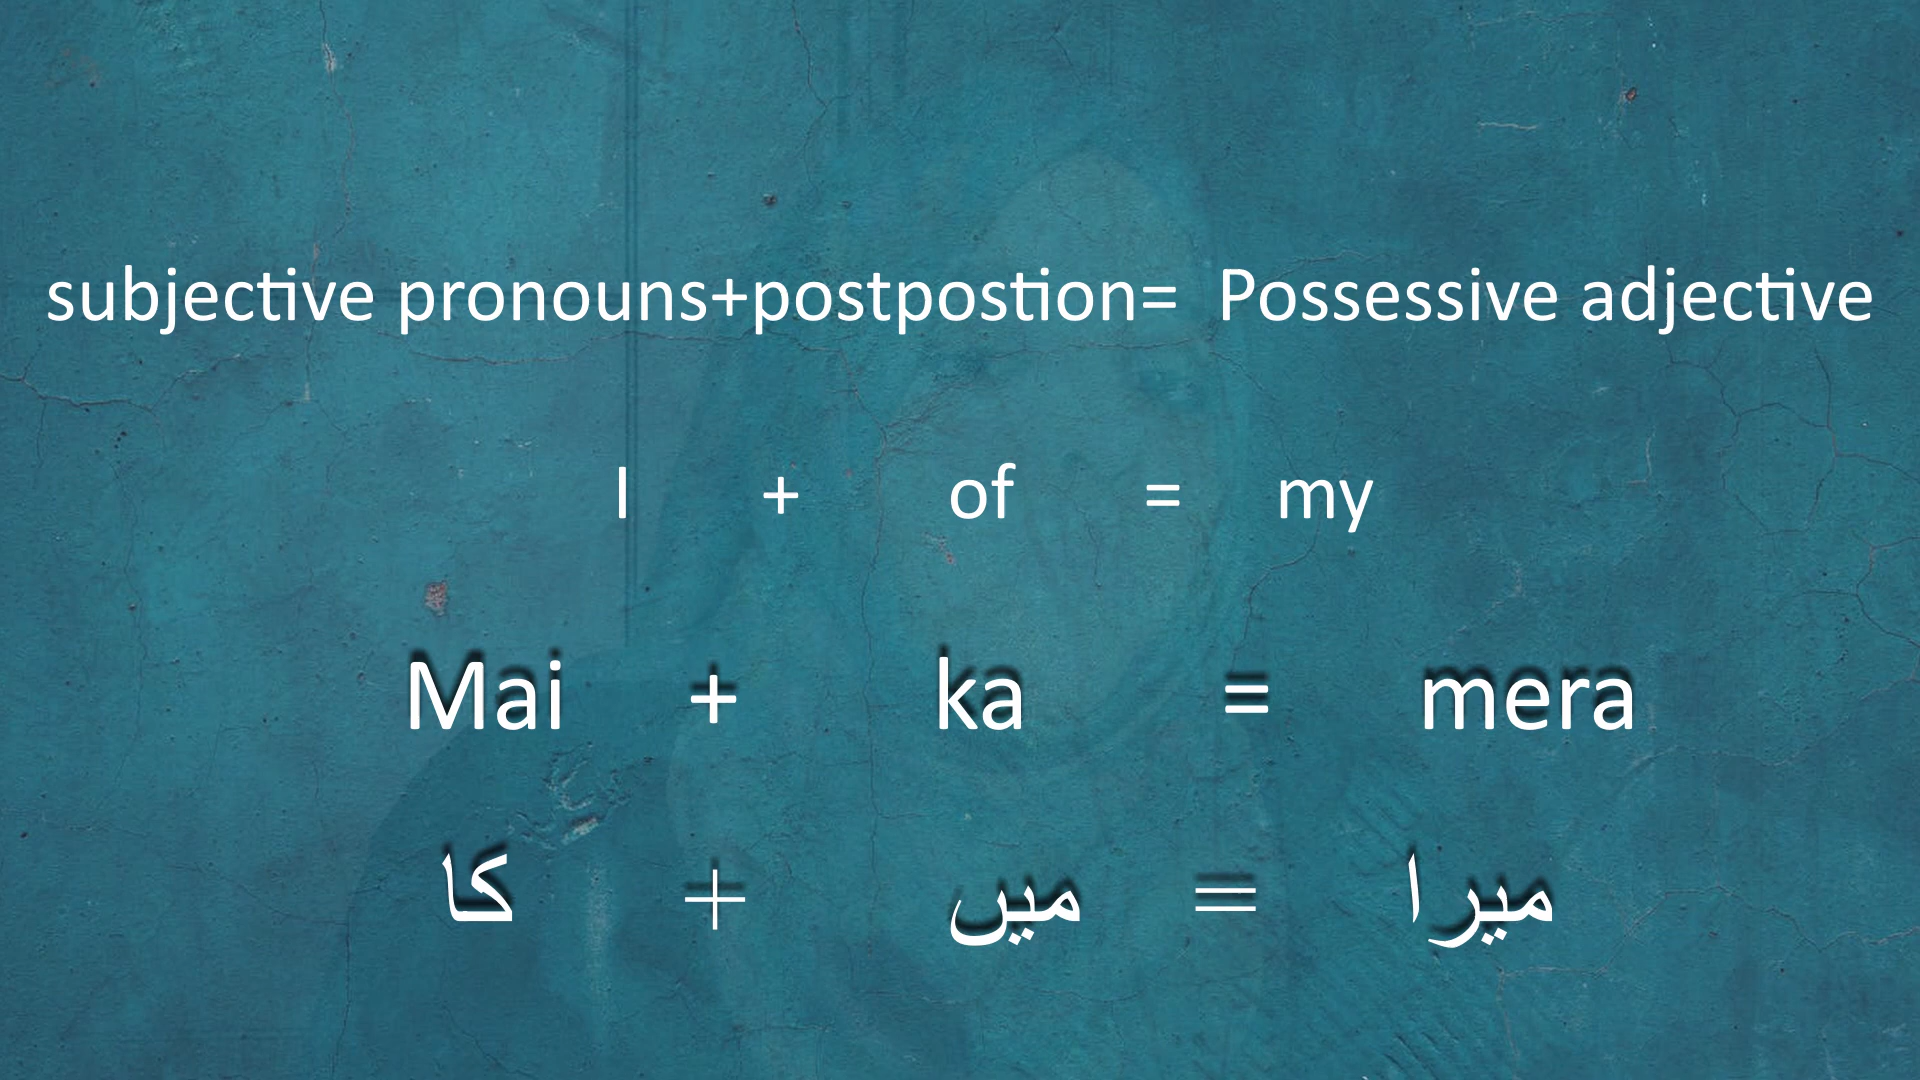 subjective pronouns+postpostion= Possessive adjective
I + of = my
Mai + ka = mera
کا + میں = میرا